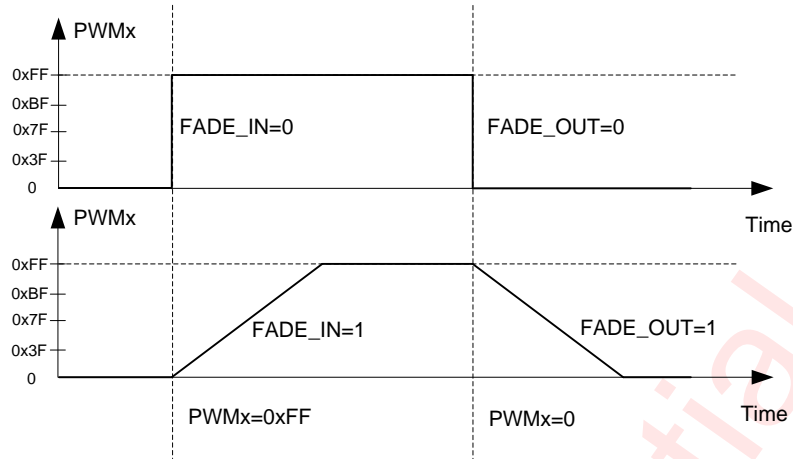 PWMx
0xFF
0xBF
0x7F
0x3F
0
FADE_IN=0
FADE_OUT=0
Time
PWMx
0xFF
0xBF
0x7F
0x3F
0
FADE_IN=1
FADE_OUT=1
PWMx=0xFF
PWMx=0
Time
tial